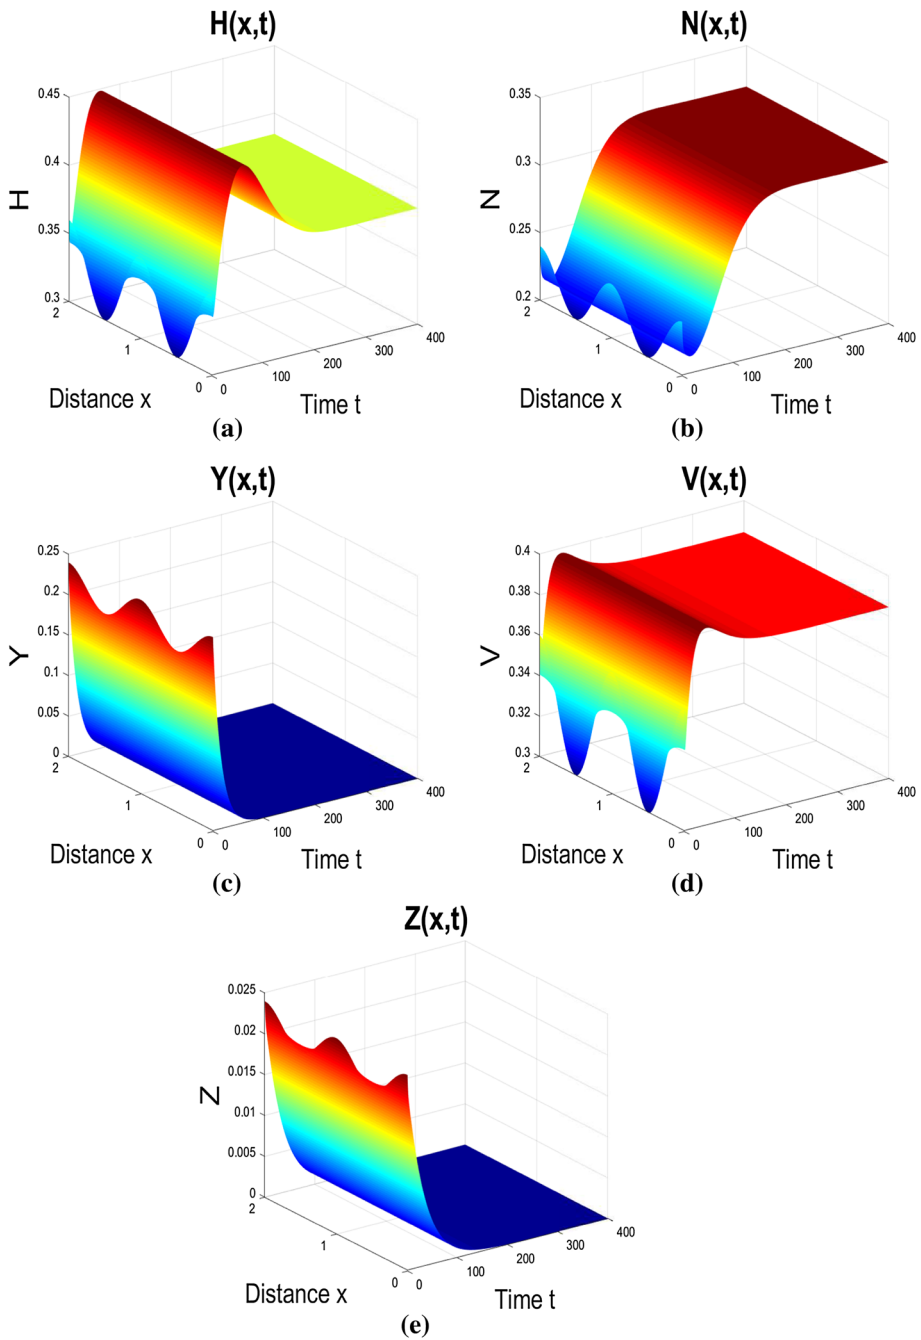 H(x,t)
0.45
0.4
0.35
0.3
H
2
1
0
Distance x
0
100
200
300
400
Time t
(a)
N(x,t)
0.35
0.3
0.25
0.2
N
2
1
0
Distance x
0
100
200
300
400
Time t
(b)
Y(x,t)
0.25
0.2
0.15
0.1
0.05
0
Y
2
1
0
Distance x
0
100
200
300
400
Time t
(c)
V(x,t)
0.4
0.38
0.36
0.34
0.32
0.3
V
2
1
0
Distance x
0
100
200
300
400
Time t
(d)
Z(x,t)
0.025
0.02
0.015
0.01
0.005
0
Z
2
1
0
Distance x
0
100
200
300
400
Time t
(e)